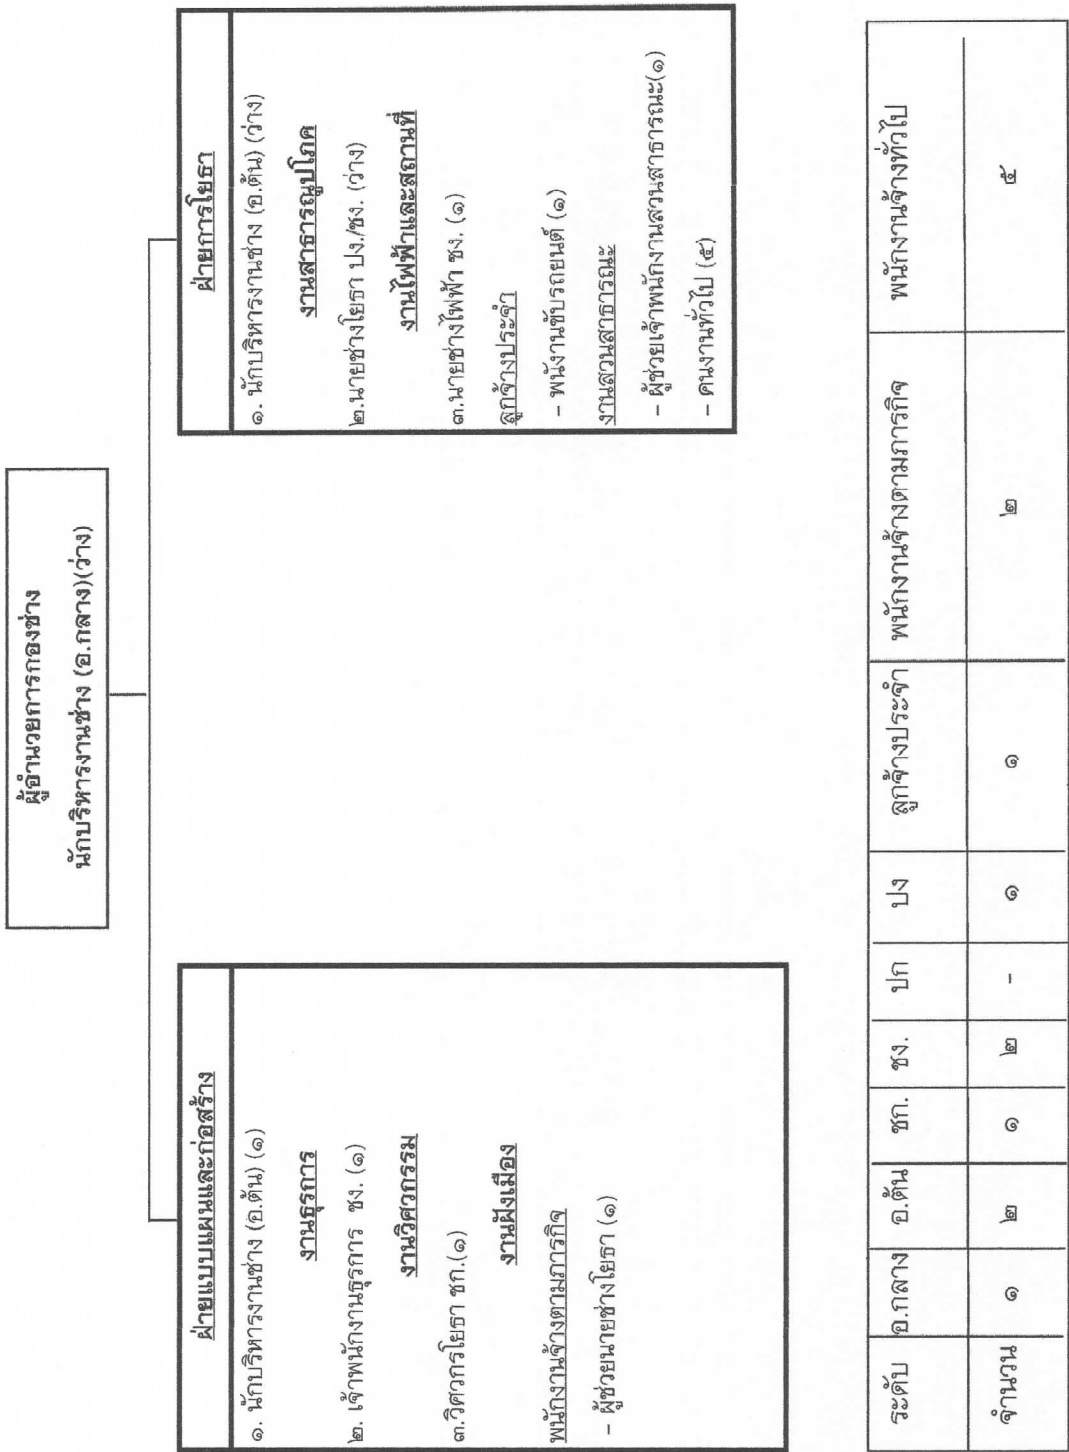 ผู้อำนวยการกองช่าง
นักบริหารงานช่าง (อ.กลาง)(ว่าง)
ฝ่ายแบบแผนและก่อสร้าง
๑. นักบริหารงานช่าง (อ.ต้น) (๑)
งานธุรการ
๒. เจ้าพนักงานธุรการ ชง. (๑)
งานวิศวกรรม
๓.วิศวกรโยธา ชก.(๑)
งานผังเมือง
พนักงานจ้างตามภารกิจ
- ผู้ช่วยนายช่างโยธา (๑)
ฝ่ายการโยธา
๑. นักบริหารงานช่าง (อ.ต้น) (ว่าง)
งานสาธารณูปโภค
๒.นายช่างโยธา ปง./ชง. (ว่าง)
งานไฟฟ้าและสถานที่
๓.นายช่างไฟฟ้า ชง. (๑)
ลูกจ้างประจำ
- พนังานขับรถยนต์ (๑)
งานสวนสาธารณะ
- ผู้ช่วยเจ้าพนักงานสวนสาธารณะ(๑)
- คนงานทั่วไป (๕)
ระดับ อ.กลาง อ.ต้น ชก. ชง. ปก ปง ลูกจ้างประจำ พนักงานจ้างตามภารกิจ พนักงานจ้างทั่วไป
จำนวน ๑ ๒ ๑ ๒ - ๑ ๑ ๒ ๕